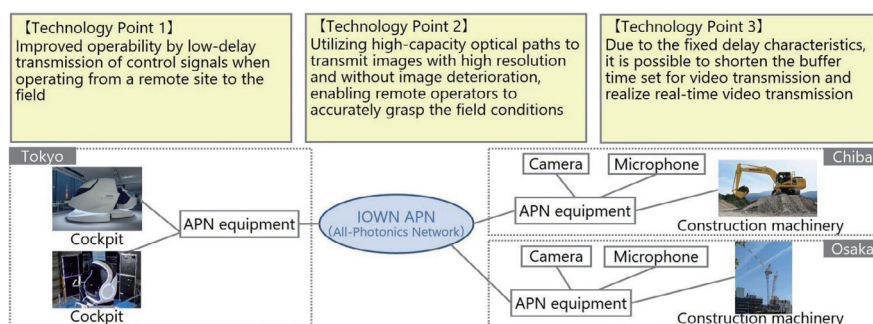 【Technology Point 1】
Improved operability by low-delay
transmission of control signals when
operating from a remote site to the
field
【Technology Point 2】
Utilizing high-capacity optical paths to
transmit images with high resolution
and without image deterioration,
enabling remote operators to
accurately grasp the field conditions
【Technology Point 3】
Due to the fixed delay characteristics,
it is possible to shorten the buffer
time set for video transmission and
realize real-time video transmission
Tokyo
Cockpit
APN equipment
Cockpit
IOWN APN
(All-Photonics Network)
Chiba
Camera
Microphone
APN equipment
Construction machinery
Osaka
Camera
Microphone
APN equipment
Construction machinery